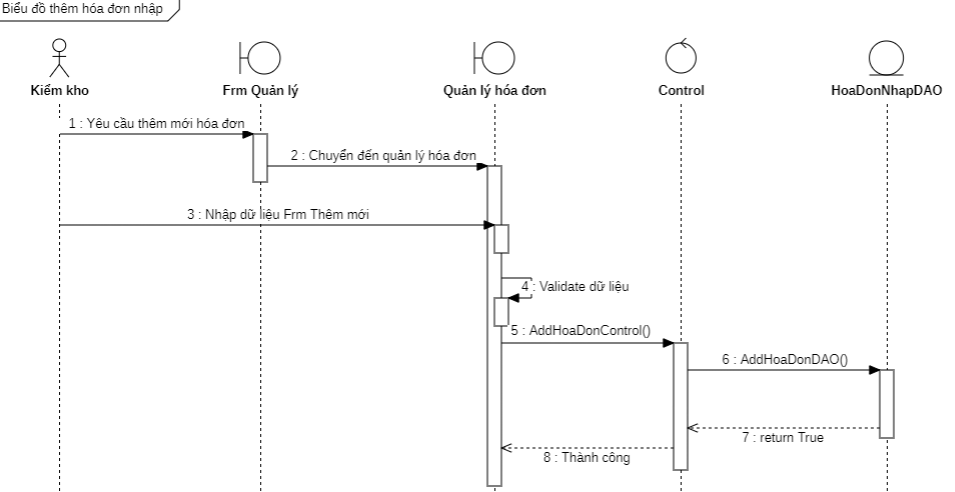 Biểu đồ thêm hóa đơn nhập
Kiểm kho
Frm Quản lý
Quản lý hóa đơn
Control
HoaDonNhapDAO
1 : Yêu cầu thêm mới hóa đơn
2 : Chuyển đến quản lý hóa đơn
3 : Nhập dữ liệu Frm Thêm mới
4 : Validate dữ liệu
5 : AddHoaDonControl()
6 : AddHoaDonDAO()
7 : return True
8 : Thành công